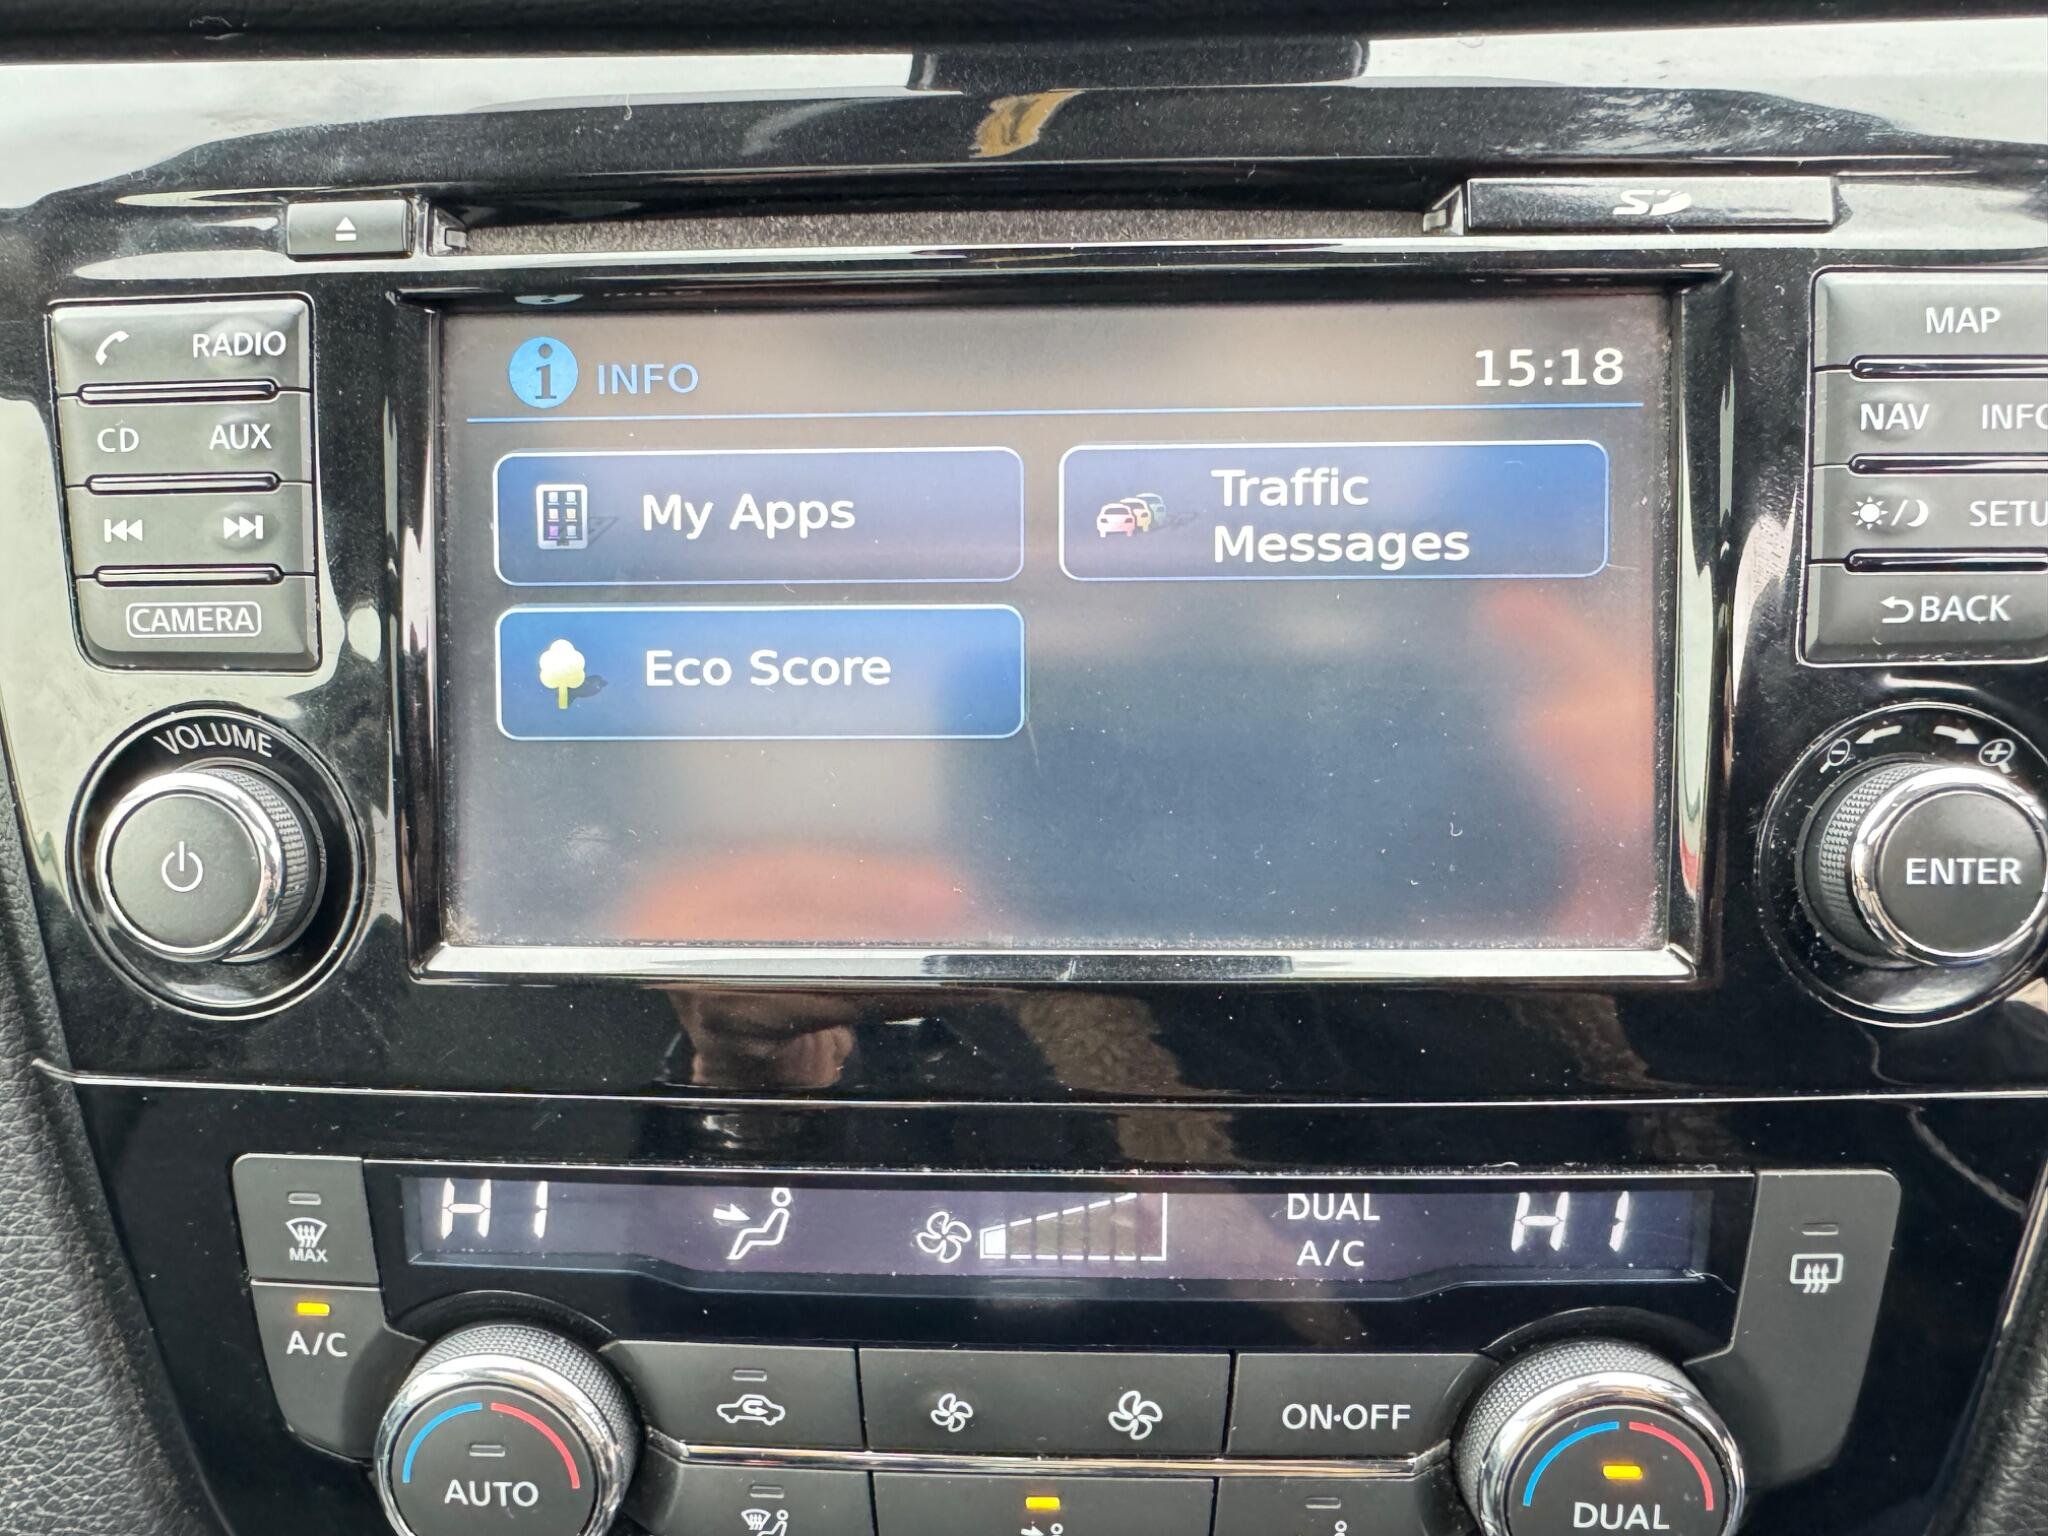 SD
RADIO
CD AUX
CAMERA
VOLUME
INFO
15:18
My Apps
Traffic
Messages
Eco Score
MAP
NAV
BACK
ENTER
MAX
A/C
HI
DUAL
A/C
HI
AUTO
ON•OFF
DUAL